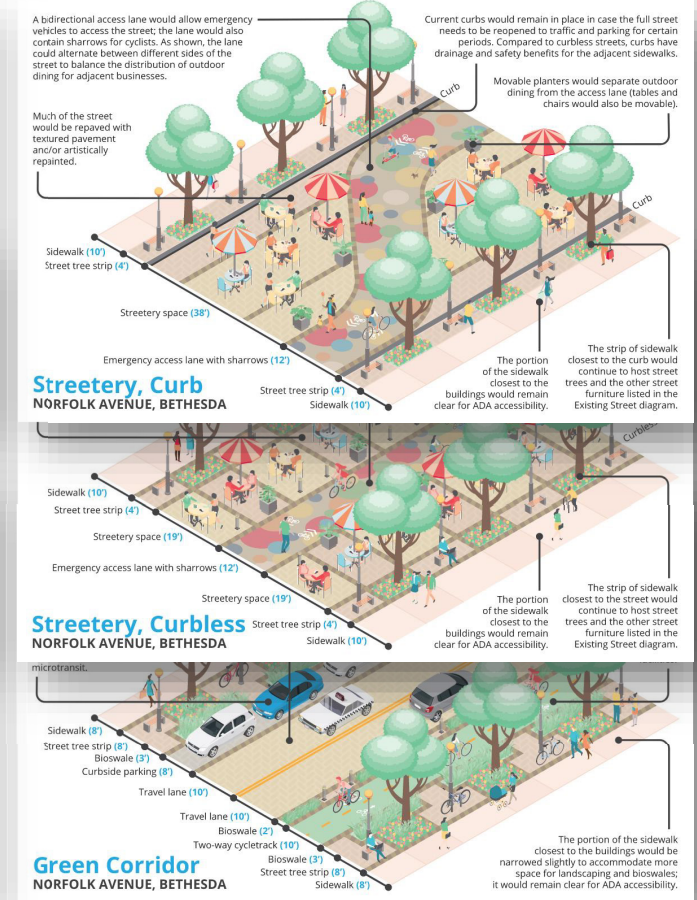 A bidirectional access lane would allow emergency
vehicles to access the street; the lane would also
contain sharrows for cyclists. As shown, the lane
could alternate between different sides of the
street to balance the distribution of outdoor
dining for adjacent businesses.
Current curbs would remain in place in case the full street
needs to be reopened to traffic and parking for certain
periods. Compared to curbless streets, curbs have
drainage and safety benefits for the adjacent sidewalks.
Curb
Movable planters would separate outdoor
dining from the access lane (tables and
chairs would also be movable).
Much of the street
would be repaved with
textured pavement
and/or artistically
repainted.
Curb
Sidewalk (10')
Street tree strip (4')
Streetery space (38')
Emergency access lane with sharrows (12')
Street tree strip (4')
Sidewalk (10')
The portion
of the sidewalk
closest to the
buildings would remain
clear for ADA accessibility.
The strip of sidewalk
closest to the curb would
continue to host street
trees and the other street
furniture listed in the
Existing Street diagram.
Streetery, Curb
NORFOLK AVENUE, BETHESDA
Curbless
Sidewalk (10')
Street tree strip (4')
Streetery space (19')
Emergency access lane with sharrows (12')
Streetery space (19')
Street tree strip (4')
Sidewalk (10')
The portion
of the sidewalk
closest to the
buildings would remain
clear for ADA accessibility.
The strip of sidewalk
closest to the street would
continue to host street
trees and the other street
furniture listed in the
Existing Street diagram.
Streetery, Curbless
NORFOLK AVENUE, BETHESDA
microtransit.
Sidewalk (8')
Street tree strip (8')
Bioswale (3')
Curbside parking (8')
Travel lane (10')
Travel lane (10')
Bioswale (2')
Two-way cycletrack (10')
Bioswale (3')
Street tree strip (8')
Sidewalk (8')
The portion of the sidewalk
closest to the buildings would be
narrowed slightly to accommodate more
space for landscaping and bioswales;
it would remain clear for ADA accessibility.
Green Corridor
NORFOLK AVENUE, BETHESDA